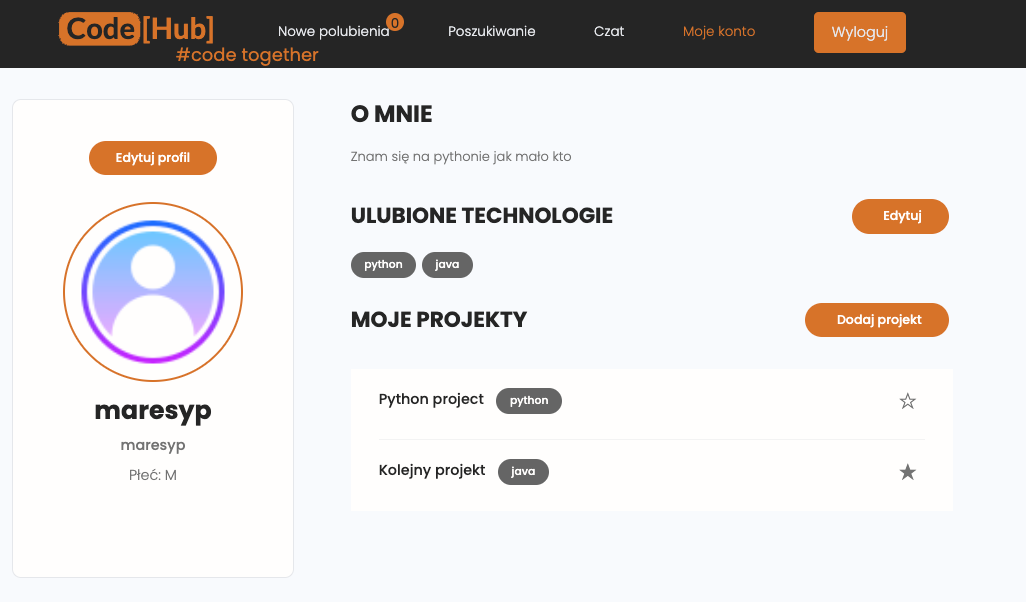 Code[Hub]
#code together
Nowe polubienia 0
Poszukiwanie
Czat
Moje konto
Wyloguj
Edytuj profil
maresyp
maresyp
Płeć: M
O MNIE
Znam się na pythonie jak mało kto
ULUBIONE TECHNOLOGIE
Edytuj
python java
MOJE PROJEKTY
Dodaj projekt
Python project python
Kolejny projekt java